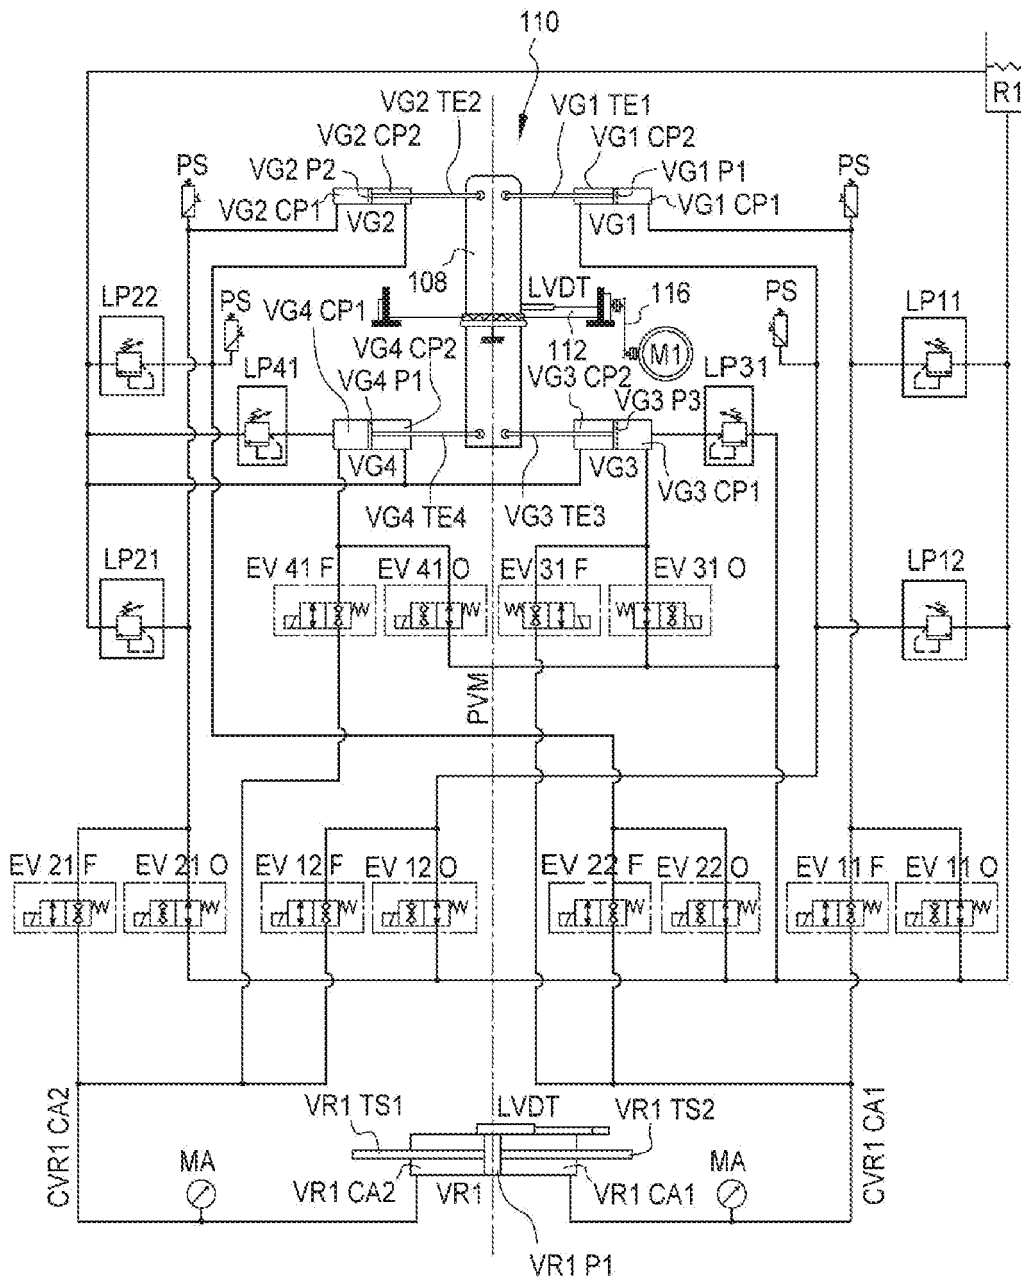 110
R1
VG2 TE2
VG1 TE1
VG2 CP2
VG1 CP2
PS
VG2 P2
VG1 P1
PS
VG2 CP1
VG2
VG1
VG1 CP1
108
LVDT
116
LP22
PS
VG4 CP1
PS
LP11
M1
VG4 CP2
112
LP41
VG4 P1
VG3 CP2
LP31
VG3 P3
VG4
VG3
VG3 CP1
VG4 TE4
VG3 TE3
LP21
EV 41 F
EV 41 O
EV 31 F
EV 31 O
LP12
PVM
EV 21 F
EV 21 O
EV 12 F
EV 12 O
EV 22 F
EV 22 O
EV 11 F
EV 11 O
CVR1 CA2
VR1 TS1
LVDT
VR1 TS2
CVR1 CA1
MA
VR1 CA2
VR1
VR1 CA1
MA
VR1 P1